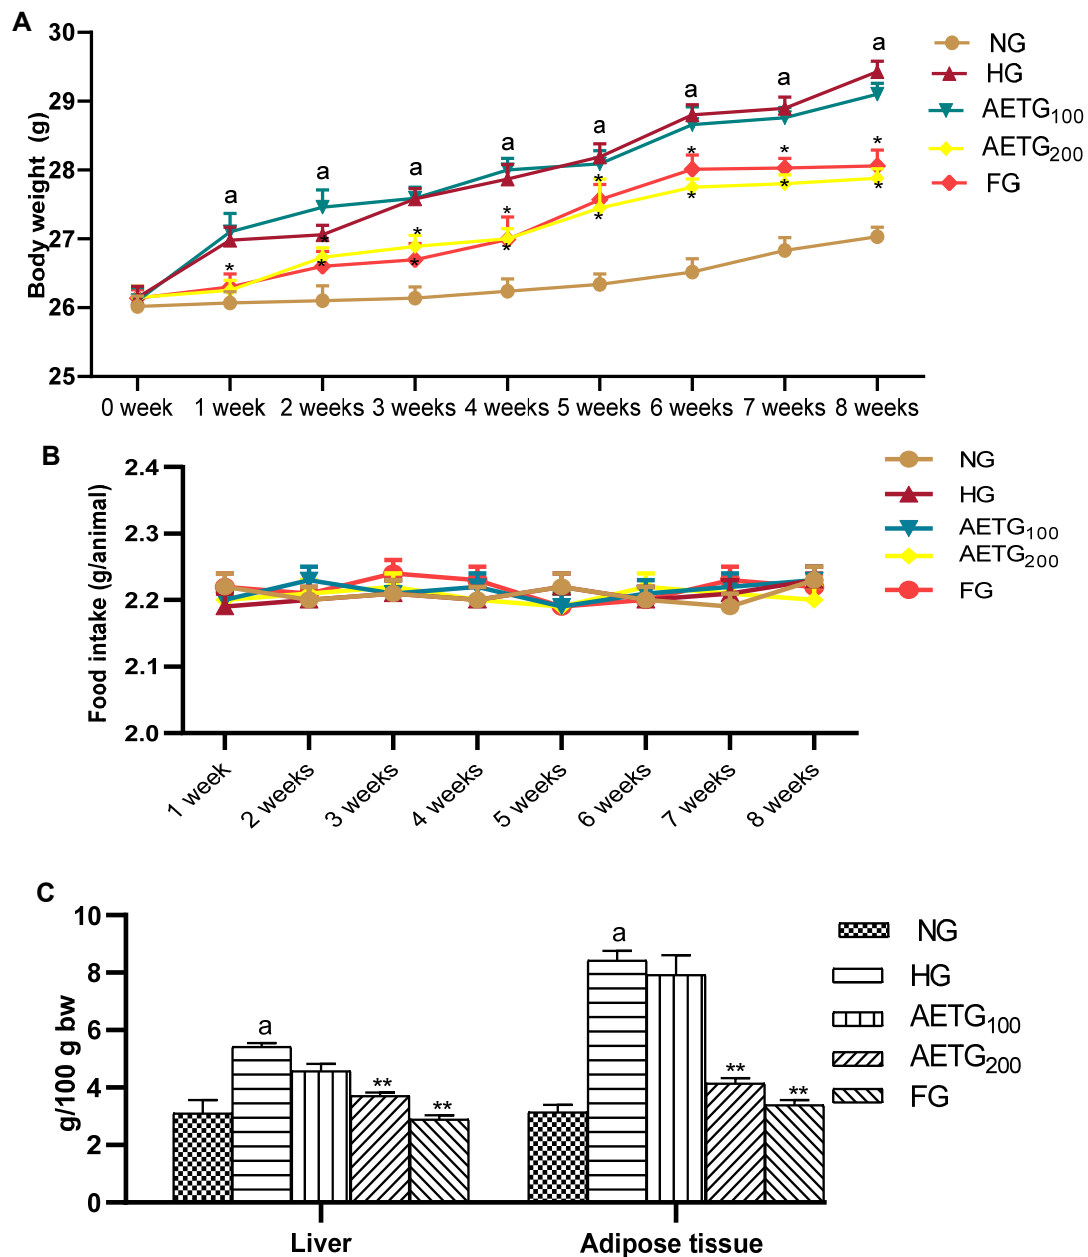 A
30
29
28
27
26
25
Body weight (g)
a a a a a a a a
* * * * * * * * * * * * * * *
0 week 1 week 2 weeks 3 weeks 4 weeks 5 weeks 6 weeks 7 weeks 8 weeks
NG
HG
AETG100
AETG200
FG
B
2.4
2.3
2.2
2.1
2.0
Food intake (g/animal)
1 week 2 weeks 3 weeks 4 weeks 5 weeks 6 weeks 7 weeks 8 weeks
NG
HG
AETG100
AETG200
FG
C
10
8
6
4
2
0
g/100 g bw
a ** ** a ** **
Liver Adipose tissue
NG
HG
AETG100
AETG200
FG